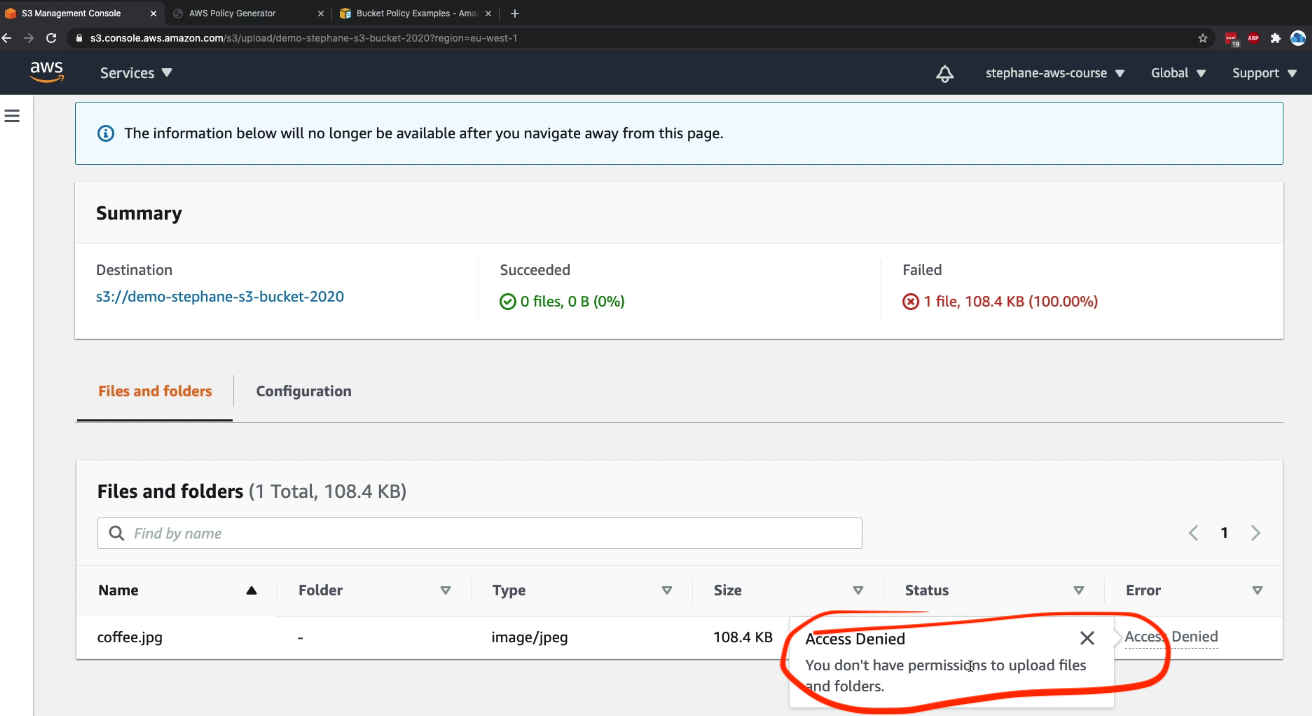 S3 Management Console
AWS Policy Generator
Bucket Policy Examples - Ama
s3.console.aws.amazon.com/s3/upload/demo-stephane-s3-bucket-2020?region=eu-west-1
19
ABP
aws
Services
stephane-aws-course
Global
Support
The information below will no longer be available after you navigate away from this page.
Summary
Destination
Succeeded
Failed
s3://demo-stephane-s3-bucket-2020
0 files, 0 B (0%)
1 file, 108.4 KB (100.00%)
Files and folders
Configuration
Files and folders (1 Total, 108.4 KB)
Find by name
1
Name
Folder
Type
Size
Status
Error
coffee.jpg
-
image/jpeg
108.4 KB
Access Denied
Access Denied
You don't have permissions to upload files
and folders.